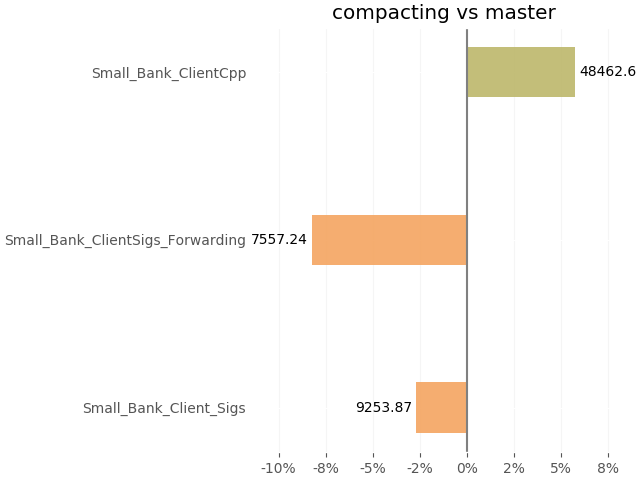 compacting vs master
Small_Bank_ClientCpp
48462.6
Small_Bank_ClientSigs_Forwarding
7557.24
Small_Bank_Client_Sigs
9253.87
-10% -8% -5% -2% 0% 2% 5% 8%